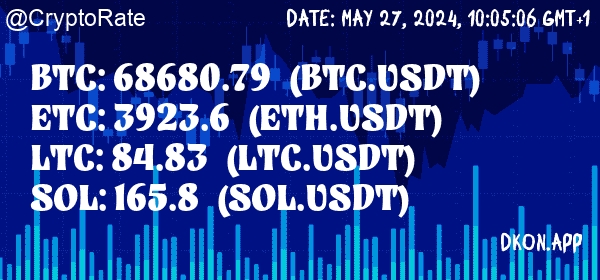 @CryptoRate
DATE: MAY 27, 2024, 10:05:06 GMT+1
BTC: 68680.79 (BTC.USDT)
ETC: 3923.6 (ETH.USDT)
LTC: 84.83 (LTC.USDT)
SOL: 165.8 (SOL.USDT)
DKON.APP